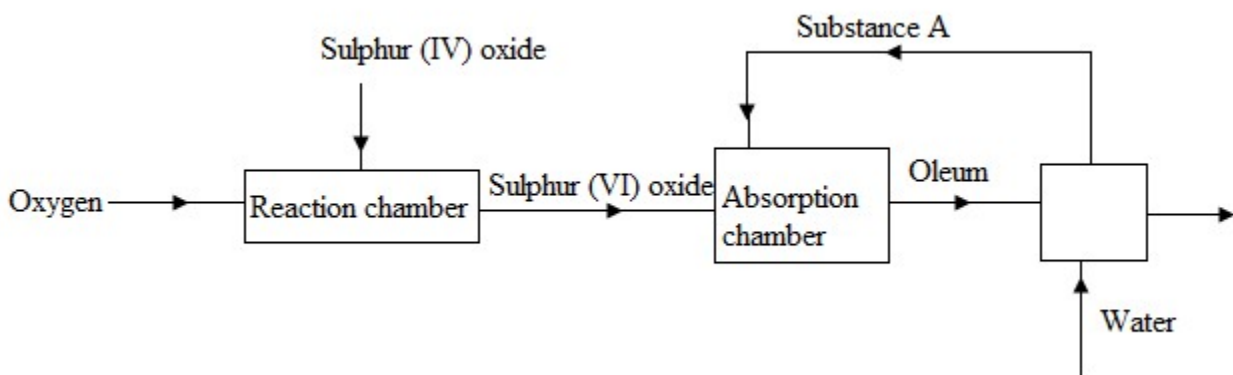 Substance A
Sulphur (IV) oxide
Oxygen
Reaction chamber
Sulphur (VI) oxide
Absorption
chamber
Oleum
Water